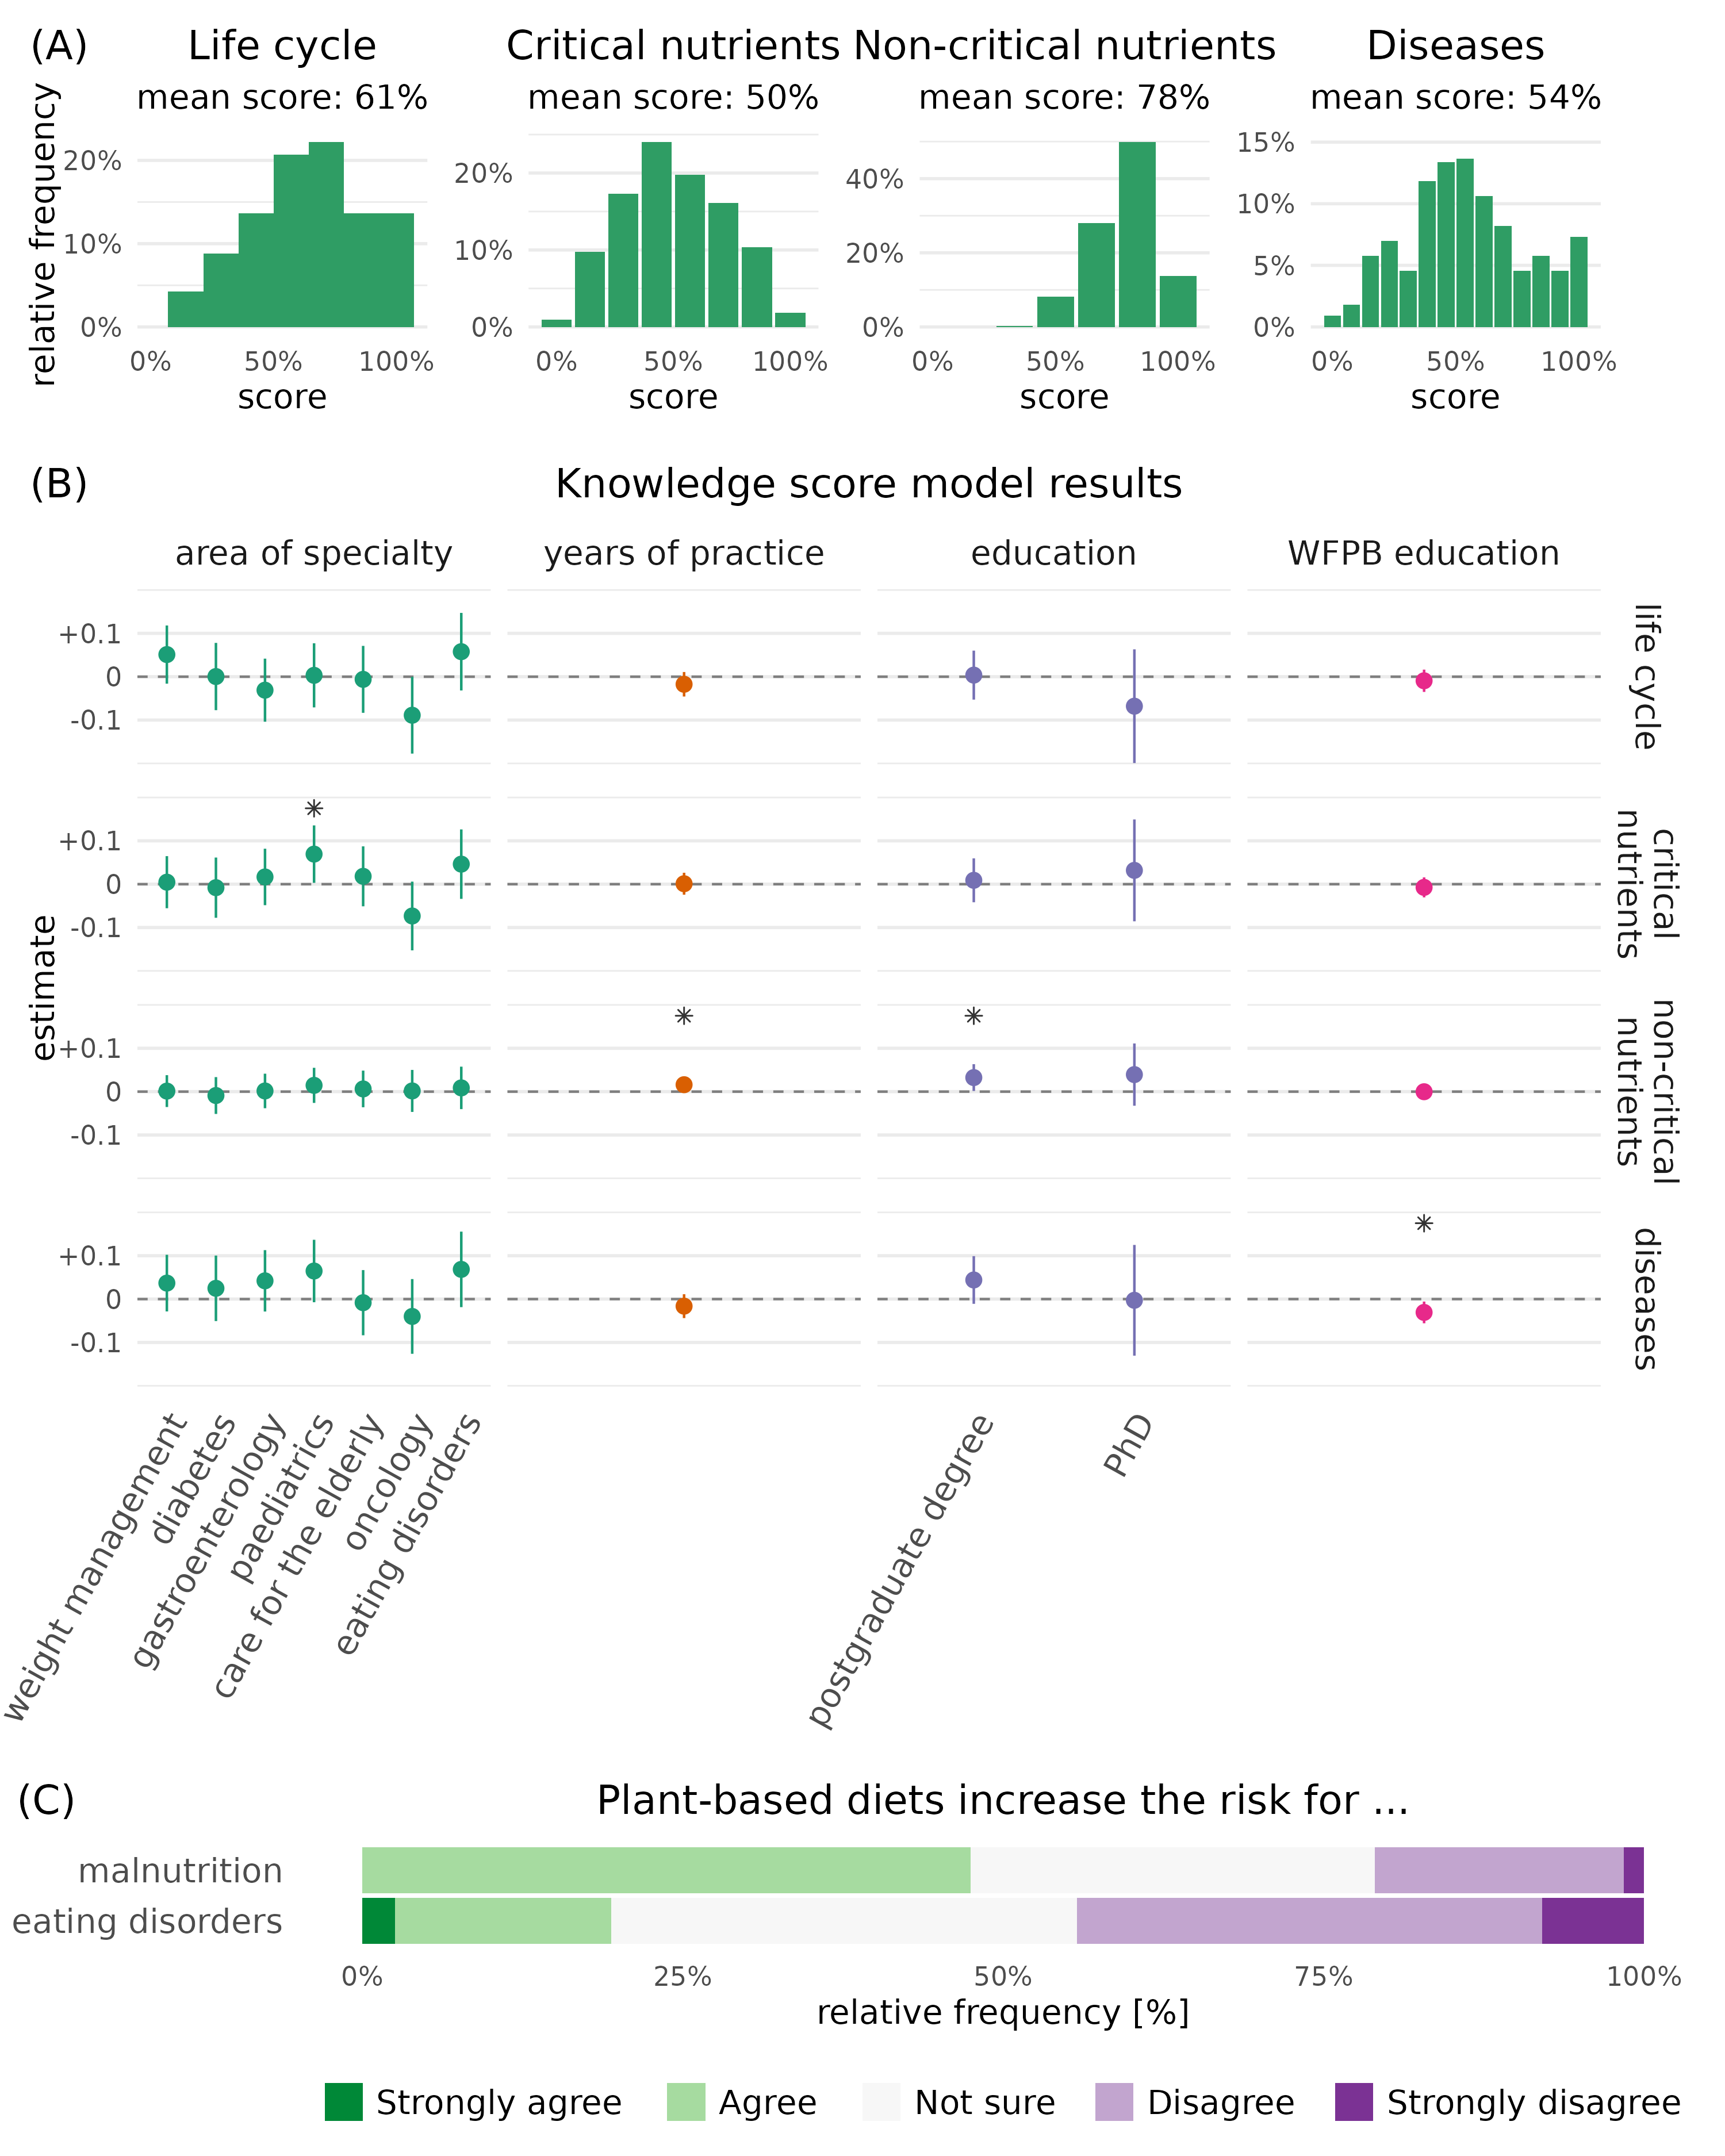 (A)
Life cycle
Critical nutrients
Non-critical nutrients
Diseases
mean score: 61%
mean score: 50%
mean score: 78%
mean score: 54%
relative frequency
20%
10%
0%
20%
10%
0%
40%
20%
0%
15%
10%
5%
0%
0% 50% 100%
0% 50% 100%
0% 50% 100%
0% 50% 100%
score
score
score
score
(B)
Knowledge score model results
area of specialty
years of practice
education
WFPB education
estimate
+0.1
0
-0.1
life cycle
*
+0.1
0
-0.1
critical
nutrients
* *
+0.1
0
-0.1
non-critical
nutrients
*
+0.1
0
-0.1
diseases
weight management
diabetes
gastroenterology
paediatrics
care for the elderly
oncology
eating disorders
postgraduate degree
PhD
(C)
Plant-based diets increase the risk for ...
malnutrition
eating disorders
0% 25% 50% 75% 100%
relative frequency [%]
Strongly agree Agree Not sure Disagree Strongly disagree